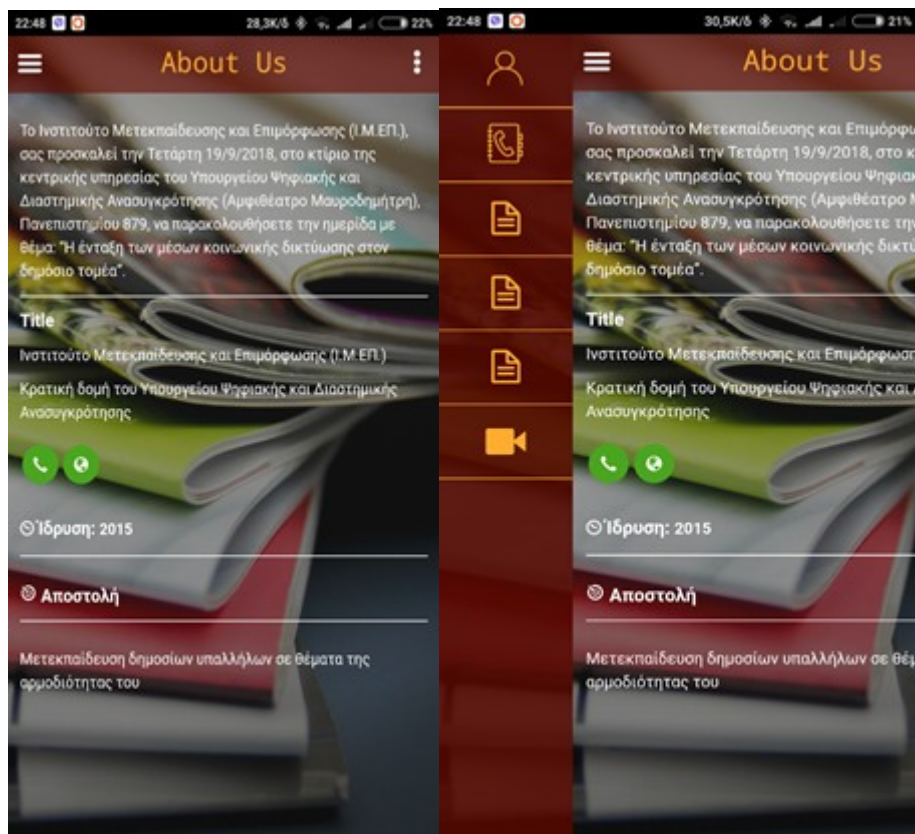 22:48
28,3K/δ
22%
About Us
Το Ινστιτούτο Μετεκπαίδευσης και Επιμόρφωσης (Ι.Μ.ΕΠ.),
σας προσκαλεί την Τετάρτη 19/9/2018, στο κτίριο της
κεντρικής υπηρεσίας του Υπουργείου Ψηφιακής και
Διαστημικής Ανασυγκρότησης (Αμφιθέατρο Μαυροδημήτρη),
Πανεπιστημίου 879, να παρακολουθήσετε την ημερίδα με
θέμα: "Η ένταξη των μέσων κοινωνικής δικτύωσης στον
δημόσιο τομέα".
Title
Ινστιτούτο Μετεκπαίδευσης και Επιμόρφωσης (Ι.Μ.ΕΠ.)
Κρατική δομή του Υπουργείου Ψηφιακής και Διαστημικής
Ανασυγκρότησης
Ίδρυση: 2015
Αποστολή
Μετεκπαίδευση δημοσίων υπαλλήλων σε θέματα της
αρμοδιότητας του
22:48
30,5K/δ
21%
About Us
Το Ινστιτούτο Μετεκπαίδευσης και Επιμόρφω
σας προσκαλεί την Τετάρτη 19/9/2018, στο κ
κεντρικής υπηρεσίας του Υπουργείου Ψηφιακ
Διαστημικής Ανασυγκρότησης (Αμφιθέατρο Μ
Πανεπιστημίου 879, να παρακολουθήσετε την
θέμα: "Η ένταξη των μέσων κοινωνικής δικτύ
δημόσιο τομέα".
Title
Ινστιτούτο Μετεκπαίδευσης και Επιμόρφωση
Κρατική δομή του Υπουργείου Ψηφιακής και
Ανασυγκρότησης
Ίδρυση: 2015
Αποστολή
Μετεκπαίδευση δημοσίων υπαλλήλων σε θέμ
αρμοδιότητας του